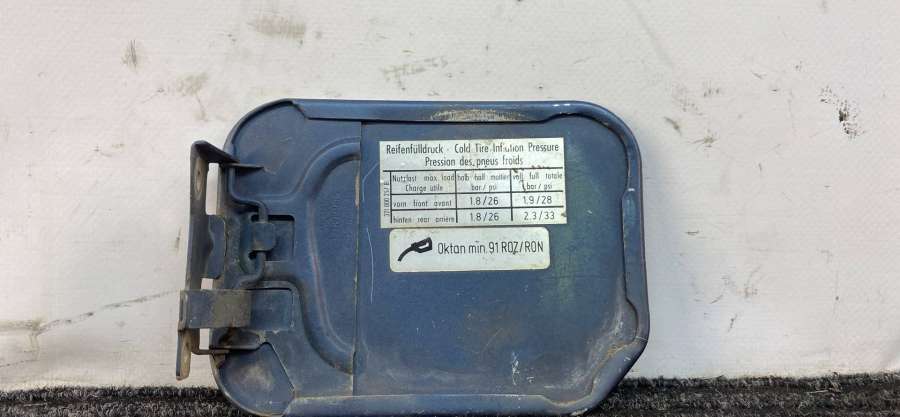 Reifenfülldruck - Cold Tire Inflation Pressure
Pression des pneus froids
Nutzlast max. load halb half moitié voll full totale
Charge utile bar/psi bar/psi
vorn front avant 1.8/26 1.9/28
hinten rear arrière 1.8/26 2.3/33
Oktan min. 91 ROZ/RON